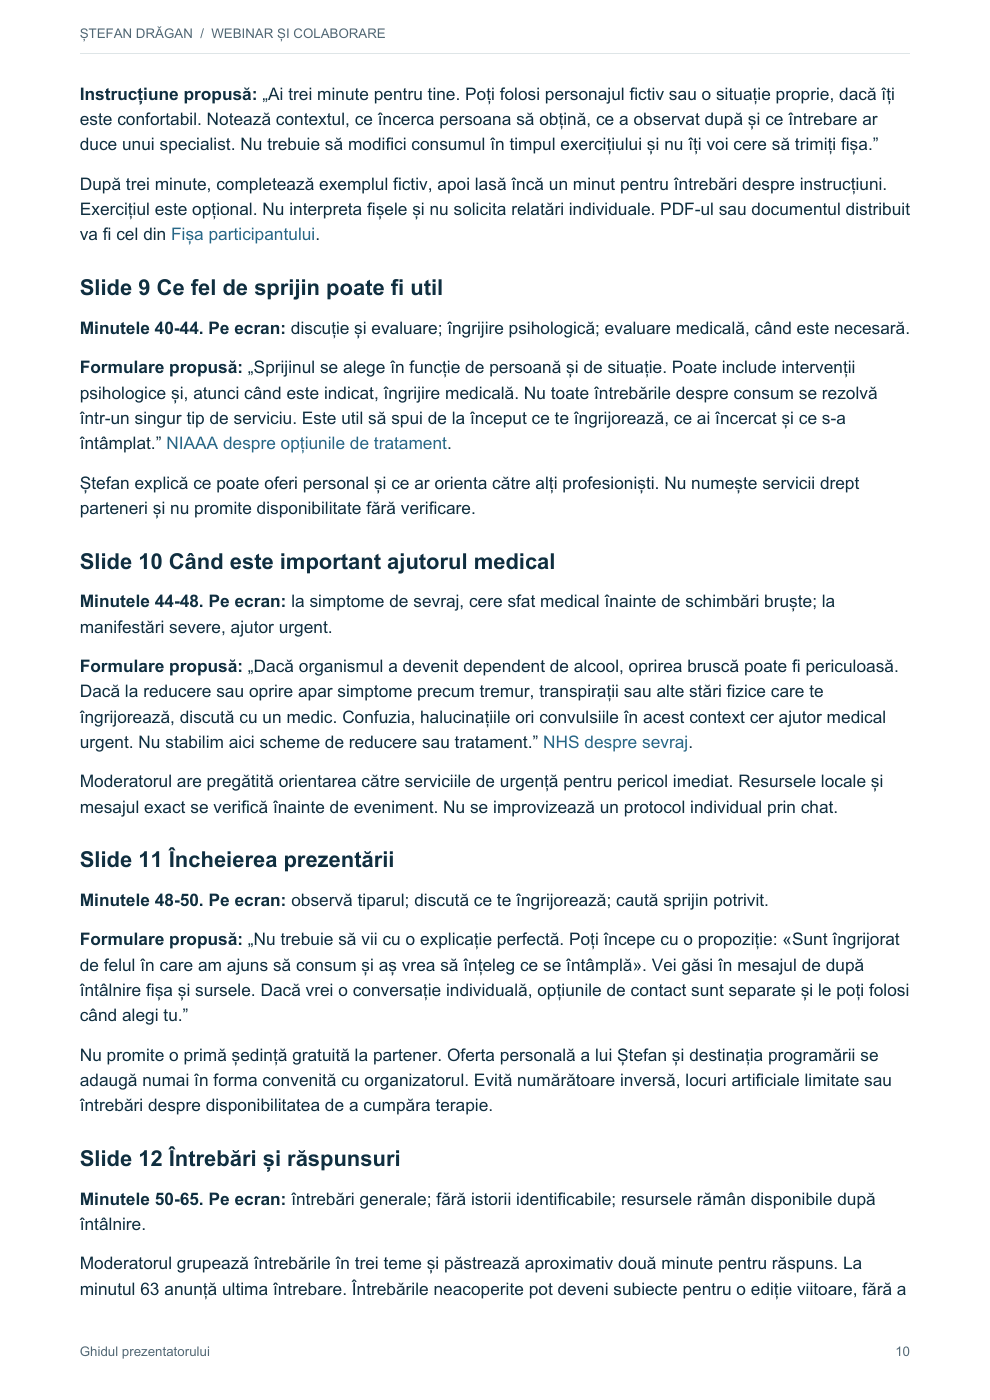 ȘTEFAN DRĂGAN / WEBINAR ȘI COLABORARE
Instrucțiune propusă: „Ai trei minute pentru tine. Poți folosi personajul fictiv sau o situație proprie, dacă îți
este confortabil. Notează contextul, ce încerca persoana să obțină, ce a observat după și ce întrebare ar
duce unui specialist. Nu trebuie să modifici consumul în timpul exercițiului și nu îți voi cere să trimiți fișa.”
După trei minute, completează exemplul fictiv, apoi lasă încă un minut pentru întrebări despre instrucțiuni.
Exercițiul este opțional. Nu interpreta fișele și nu solicita relatări individuale. PDF-ul sau documentul distribuit
va fi cel din Fișa participantului.
Slide 9 Ce fel de sprijin poate fi util
Minutele 40-44. Pe ecran: discuție și evaluare; îngrijire psihologică; evaluare medicală, când este necesară.
Formulare propusă: „Sprijinul se alege în funcție de persoană și de situație. Poate include intervenții
psihologice și, atunci când este indicat, îngrijire medicală. Nu toate întrebările despre consum se rezolvă
într-un singur tip de serviciu. Este util să spui de la început ce te îngrijorează, ce ai încercat și ce s-a
întâmplat.” NIAAA despre opțiunile de tratament.
Ștefan explică ce poate oferi personal și ce ar orienta către alți profesioniști. Nu numește servicii drept
parteneri și nu promite disponibilitate fără verificare.
Slide 10 Când este important ajutorul medical
Minutele 44-48. Pe ecran: la simptome de sevraj, cere sfat medical înainte de schimbări bruște; la
manifestări severe, ajutor urgent.
Formulare propusă: „Dacă organismul a devenit dependent de alcool, oprirea bruscă poate fi periculoasă.
Dacă la reducere sau oprire apar simptome precum tremur, transpirații sau alte stări fizice care te
îngrijorează, discută cu un medic. Confuzia, halucinațiile ori convulsiile în acest context cer ajutor medical
urgent. Nu stabilim aici scheme de reducere sau tratament.” NHS despre sevraj.
Moderatorul are pregătită orientarea către serviciile de urgență pentru pericol imediat. Resursele locale și
mesajul exact se verifică înainte de eveniment. Nu se improvizează un protocol individual prin chat.
Slide 11 Încheierea prezentării
Minutele 48-50. Pe ecran: observă tiparul; discută ce te îngrijorează; caută sprijin potrivit.
Formulare propusă: „Nu trebuie să vii cu o explicație perfectă. Poți începe cu o propoziție: «Sunt îngrijorat
de felul în care am ajuns să consum și aș vrea să înțeleg ce se întâmplă». Vei găsi în mesajul de după
întâlnire fișa și sursele. Dacă vrei o conversație individuală, opțiunile de contact sunt separate și le poți folosi
când alegi tu.”
Nu promite o primă ședință gratuită la partener. Oferta personală a lui Ștefan și destinația programării se
adaugă numai în forma convenită cu organizatorul. Evită numărătoare inversă, locuri artificiale limitate sau
întrebări despre disponibilitatea de a cumpăra terapie.
Slide 12 Întrebări și răspunsuri
Minutele 50-65. Pe ecran: întrebări generale; fără istorii identificabile; resursele rămân disponibile după
întâlnire.
Moderatorul grupează întrebările în trei teme și păstrează aproximativ două minute pentru răspuns. La
minutul 63 anunță ultima întrebare. Întrebările neacoperite pot deveni subiecte pentru o ediție viitoare, fără a
Ghidul prezentatorului
10